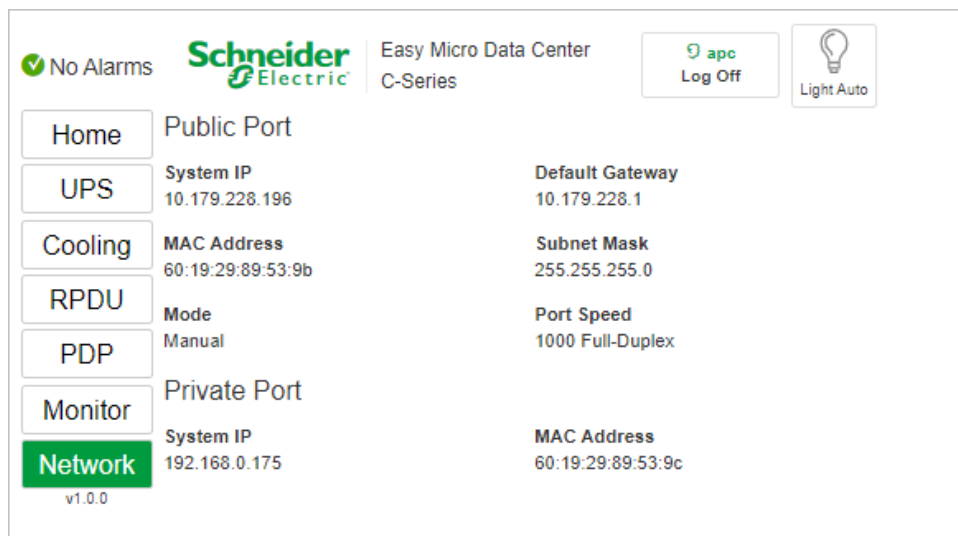 No Alarms
Schneider
Electric
Easy Micro Data Center
C-Series
apc
Log Off
Light Auto
Home
UPS
Cooling
RPDU
PDP
Monitor
Network
v1.0.0
Public Port
System IP
10.179.228.196
Default Gateway
10.179.228.1
MAC Address
60:19:29:89:53:9b
Subnet Mask
255.255.255.0
Mode
Manual
Port Speed
1000 Full-Duplex
Private Port
System IP
192.168.0.175
MAC Address
60:19:29:89:53:9c